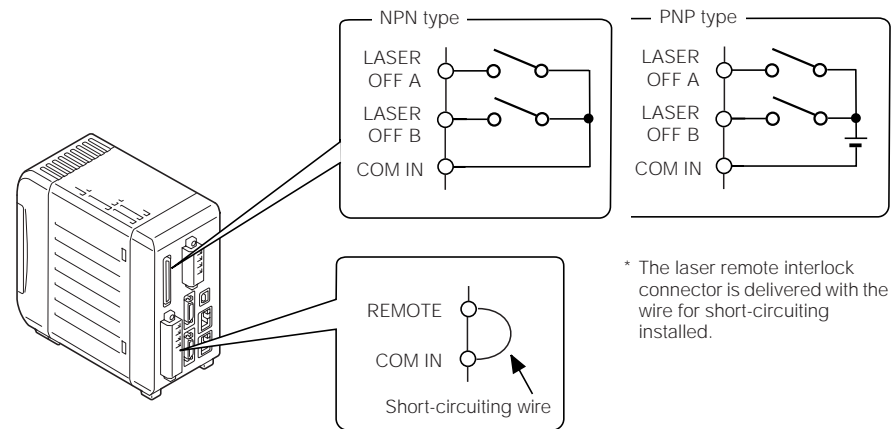 NPN type
LASER
OFF A
LASER
OFF B
COM IN
PNP type
LASER
OFF A
LASER
OFF B
COM IN
REMOTE
COM IN
Short-circuiting wire
* The laser remote interlock
connector is delivered with the
wire for short-circuiting
installed.